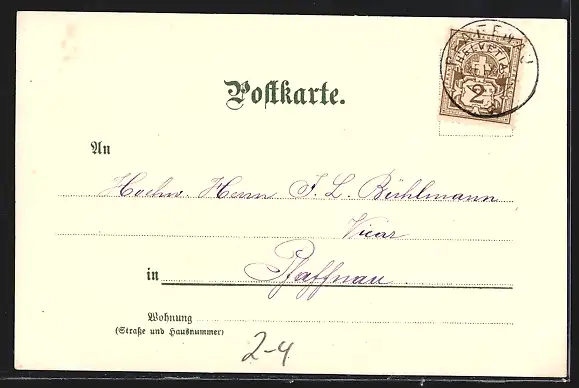 HELVETIA
2
Postkarte.
An
Hochw. Herrn J. L. Bühlmann
Vicar
in Pfaffnau.
Wohnung
(Straße und Hausnummer)
2-4